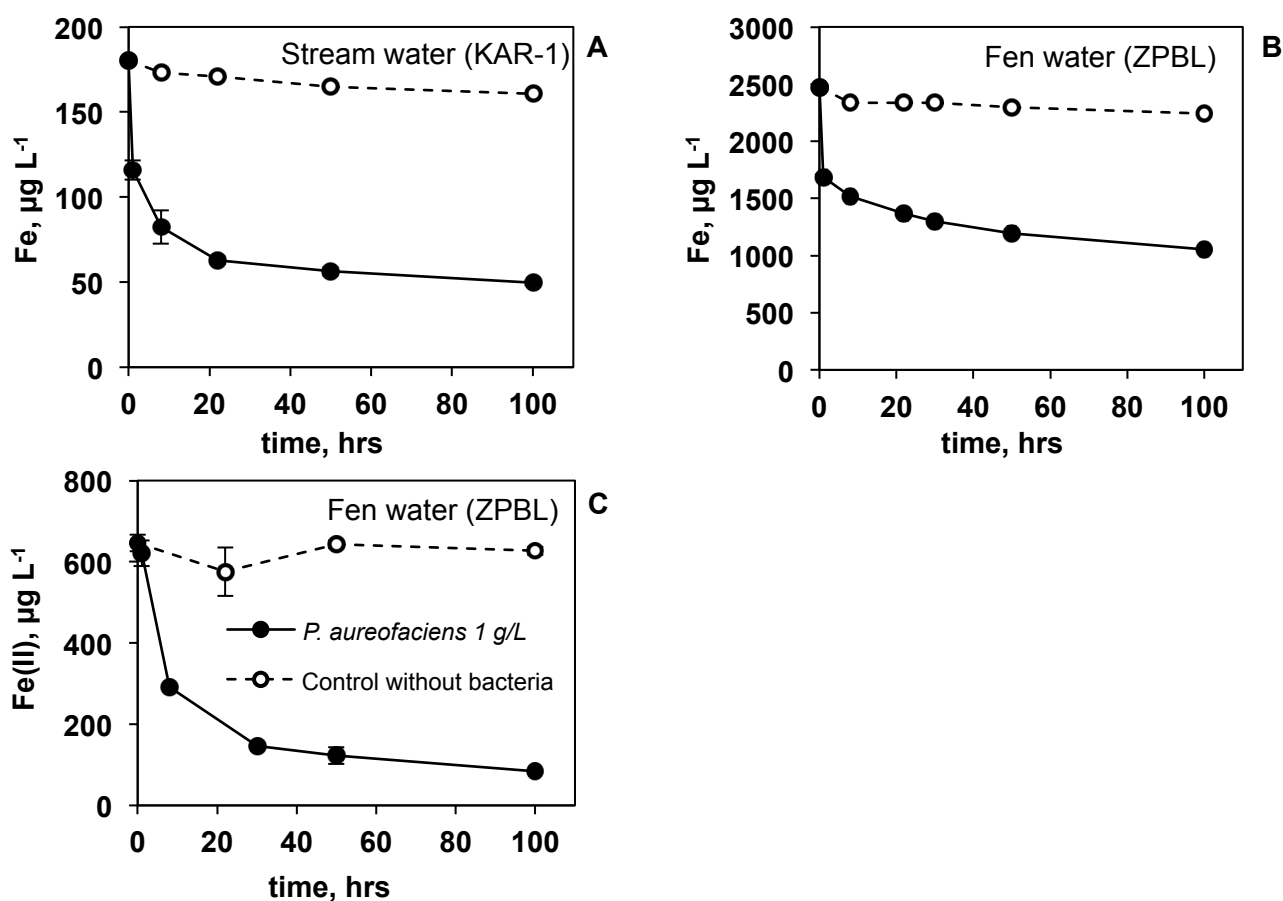 A
Stream water (KAR-1)
Fe, µg L-1
200
150
100
50
0
0 20 40 60 80 100
time, hrs
B
Fen water (ZPBL)
Fe, µg L-1
3000
2500
2000
1500
1000
500
0
0 20 40 60 80 100
time, hrs
C
Fen water (ZPBL)
Fe(II), µg L-1
800
600
400
200
0
P. aureofaciens 1 g/L
Control without bacteria
0 20 40 60 80 100
time, hrs